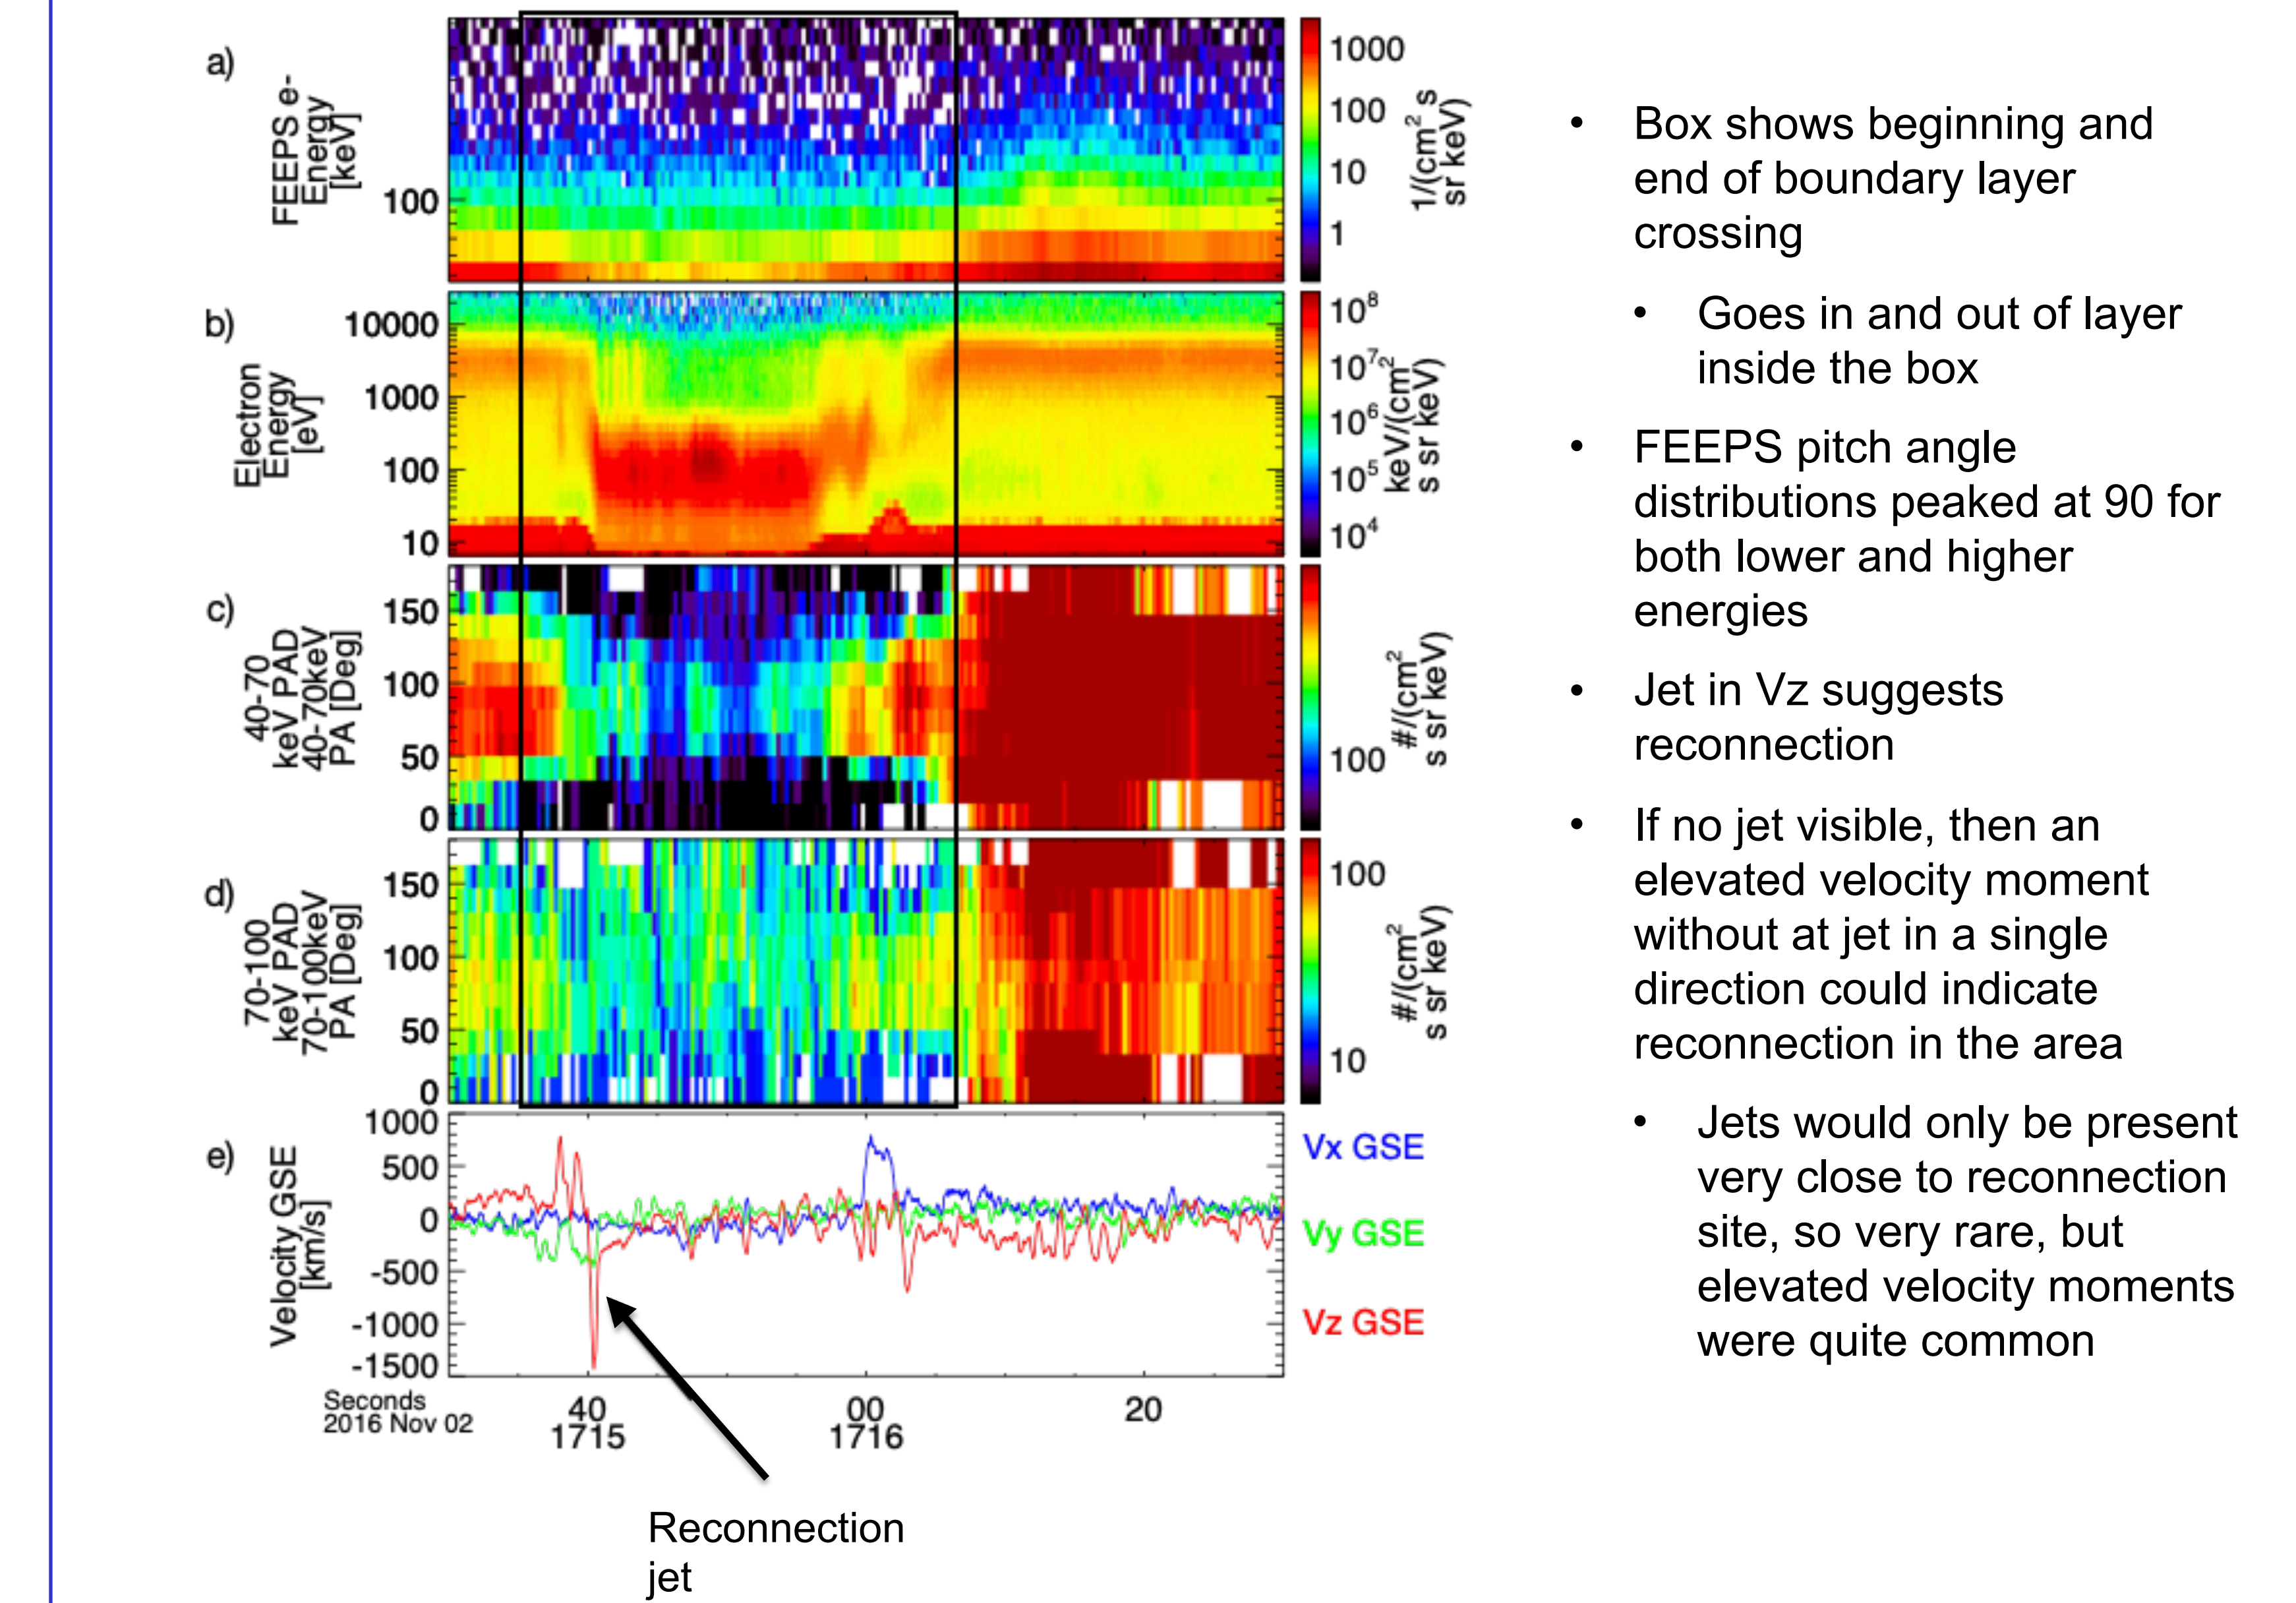 a)
FEEPS e-
Energy
[keV]
100
1000
100
10
1
1/(cm² s
sr keV)
b)
Electron
Energy
[eV]
10000
1000
100
10
10⁸
10⁷
10⁶
10⁵
10⁴
keV/(cm²
s sr keV)
c)
40-70
keV PAD
40-70keV
PA [Deg]
150
100
50
0
100
#/(cm²
s sr keV)
d)
70-100
keV PAD
70-100keV
PA [Deg]
150
100
50
0
100
10
#/(cm²
s sr keV)
e)
Velocity GSE
[km/s]
1000
500
0
-500
-1000
-1500
Vx GSE
Vy GSE
Vz GSE
Seconds
2016 Nov 02
40
1715
00
1716
20
Reconnection
jet
• Box shows beginning and
end of boundary layer
crossing
• Goes in and out of layer
inside the box
• FEEPS pitch angle
distributions peaked at 90 for
both lower and higher
energies
• Jet in Vz suggests
reconnection
• If no jet visible, then an
elevated velocity moment
without at jet in a single
direction could indicate
reconnection in the area
• Jets would only be present
very close to reconnection
site, so very rare, but
elevated velocity moments
were quite common